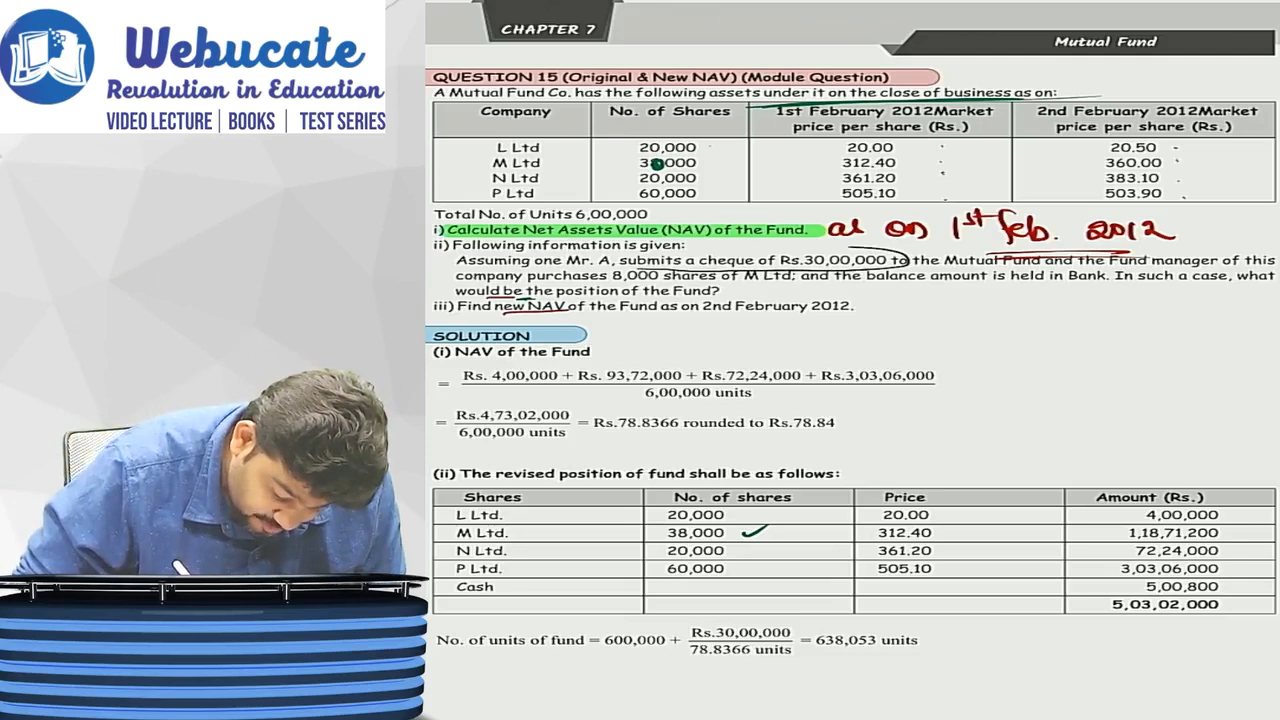 Webucate
Revolution in Education
VIDEO LECTURE | BOOKS | TEST SERIES
CHAPTER 7
Mutual Fund
QUESTION 15 (Original & New NAV) (Module Question)
A Mutual Fund Co. has the following assets under it on the close of business as on:
Company No. of Shares 1st February 2012Market price per share (Rs.) 2nd February 2012Market price per share (Rs.)
L Ltd 20,000 20.00 20.50
M Ltd 312.40 360.00
N Ltd 20,000 361.20 383.10
P Ltd 60,000 505.10 503.90
Total No. of Units 6,00,000
i) Calculate Net Assets Value (NAV) of the Fund. as on 1st Feb. 2012
ii) Following information is given:
Assuming one Mr. A, submits a cheque of Rs.30,00,000 to the Mutual Fund and the Fund manager of this
company purchases 8,000 shares of M Ltd; and the balance amount is held in Bank. In such a case, what
would be the position of the Fund?
iii) Find new NAV of the Fund as on 2nd February 2012.
SOLUTION
(i) NAV of the Fund
= Rs. 4,00,000 + Rs. 93,72,000 + Rs.72,24,000 + Rs.3,03,06,000
6,00,000 units
= Rs.4,73,02,000 / 6,00,000 units = Rs.78.8366 rounded to Rs.78.84
(ii) The revised position of fund shall be as follows:
Shares No. of shares Price Amount (Rs.)
L Ltd. 20,000 20.00 4,00,000
M Ltd. 38,000 312.40 1,18,71,200
N Ltd. 20,000 361.20 72,24,000
P Ltd. 60,000 505.10 3,03,06,000
Cash 5,00,800
5,03,02,000
No. of units of fund = 600,000 + Rs.30,00,000 / 78.8366 units = 638,053 units